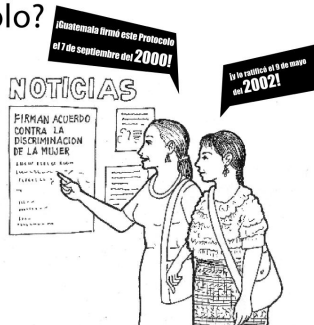 olo?
¡Guatemala firmó este Protocolo
el 7 de septiembre del 2000!
¡y lo ratificó el 9 de mayo
del 2002!
NOTICIAS
FIRMAN ACUERDO
CONTRA LA
DISCRIMINACION
DE LA MUJER